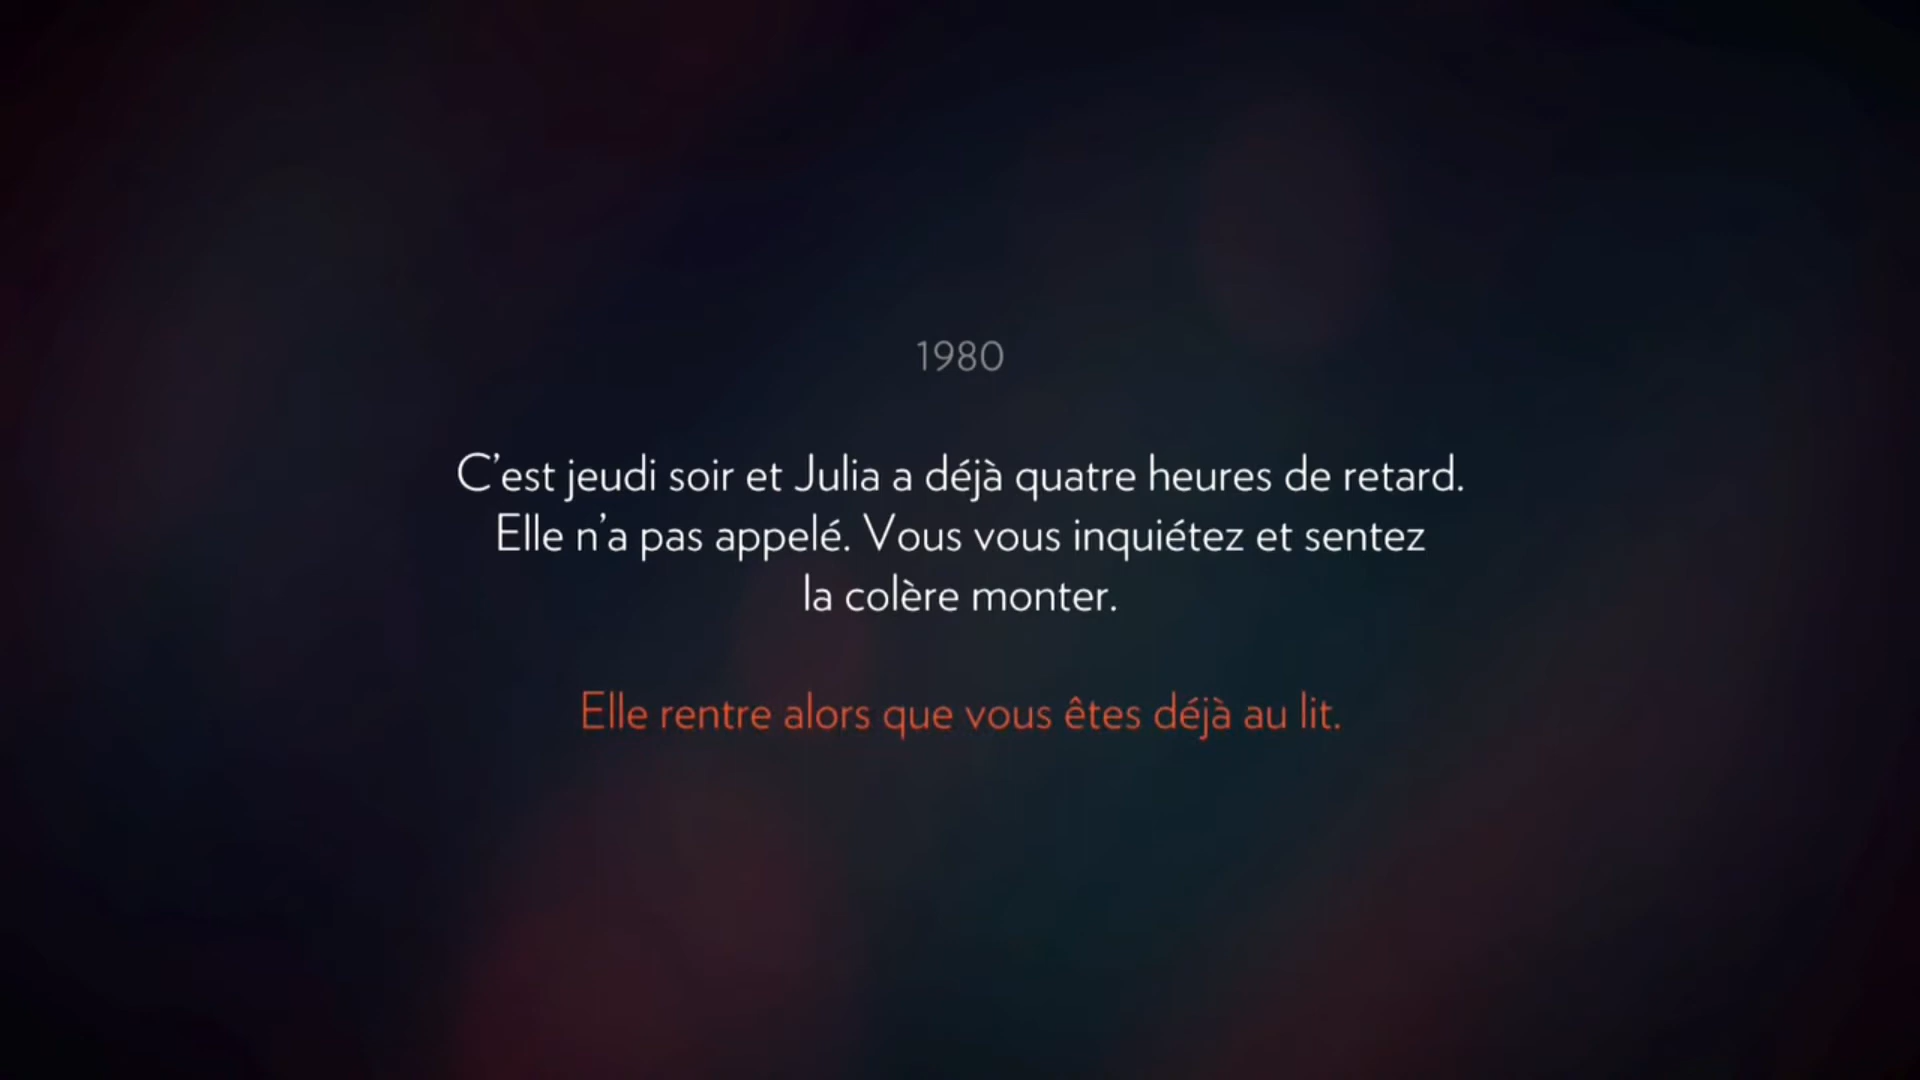 1980
C’est jeudi soir et Julia a déjà quatre heures de retard.
Elle n’a pas appelé. Vous vous inquiétez et sentez
la colère monter.
Elle rentre alors que vous êtes déjà au lit.